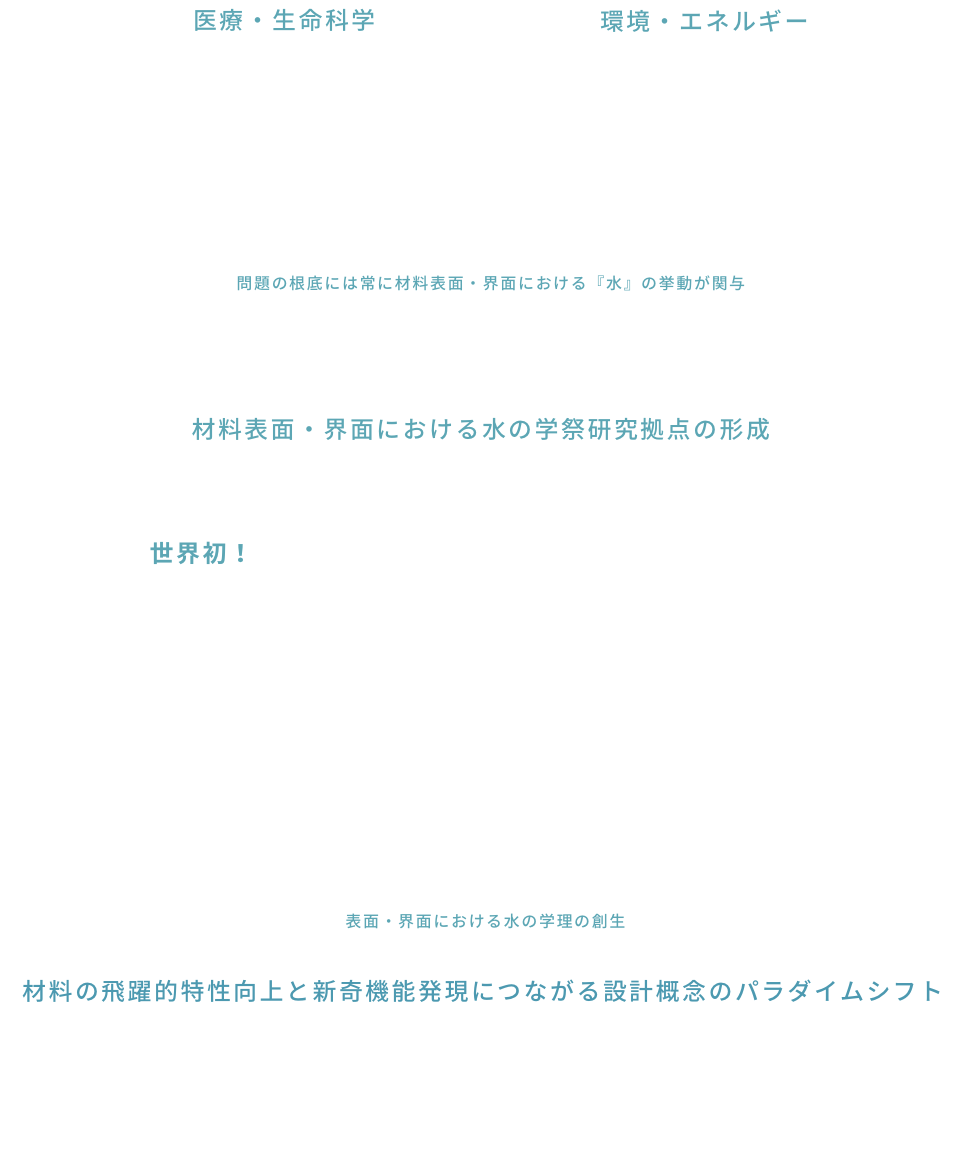 医療・生命科学
環境・エネルギー
問題の根底には常に材料表面・界面における『水』の挙動が関与
材料表面・界面における水の学祭研究拠点の形成
世界初！
表面・界面における水の学理の創生
材料の飛躍的特性向上と新奇機能発現につながる設計概念のパラダイムシフト